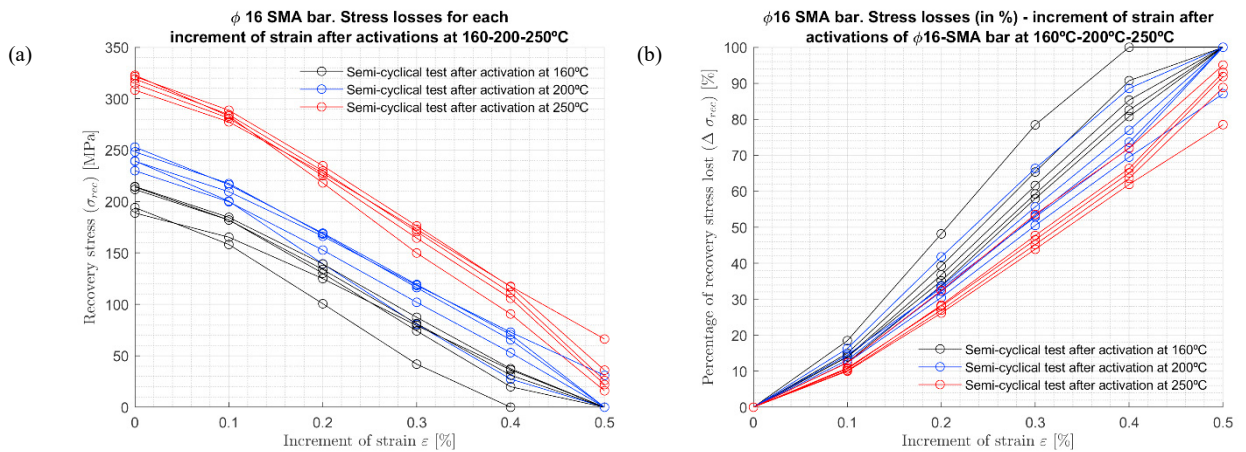 (a)
ϕ 16 SMA bar. Stress losses for each
increment of strain after activations at 160-200-250ºC
Recovery stress (σrec) [MPa]
350
300
250
200
150
100
50
0
Semi-cyclical test after activation at 160ºC
Semi-cyclical test after activation at 200ºC
Semi-cyclical test after activation at 250ºC
0 0.1 0.2 0.3 0.4 0.5
Increment of strain ε [%]
(b)
ϕ16 SMA bar. Stress losses (in %) - increment of strain after
activations of ϕ16-SMA bar at 160ºC-200ºC-250ºC
Percentage of recovery stress lost (Δ σrec) [%]
100
90
80
70
60
50
40
30
20
10
0
Semi-cyclical test after activation at 160ºC
Semi-cyclical test after activation at 200ºC
Semi-cyclical test after activation at 250ºC
0 0.1 0.2 0.3 0.4 0.5
Increment of strain ε [%]